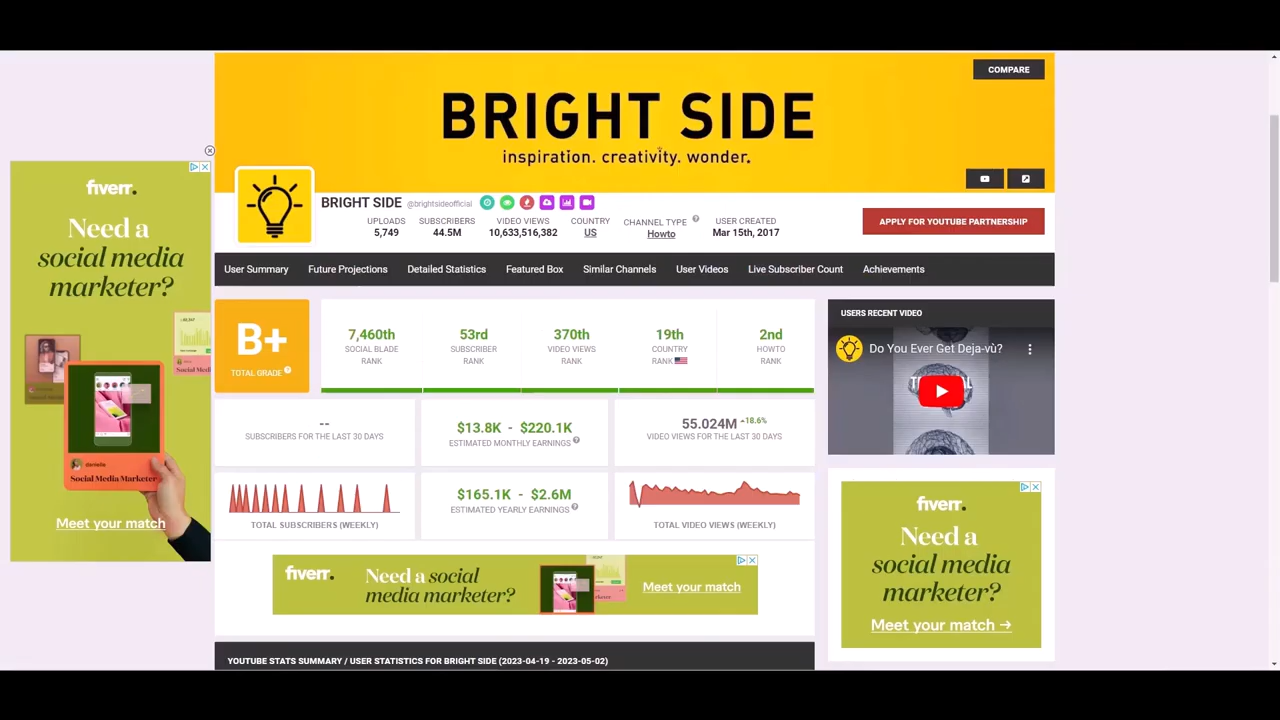 COMPARE
BRIGHT SIDE
inspiration. creativity. wonder.
BRIGHT SIDE @brightsideofficial
UPLOADS
5,749
SUBSCRIBERS
44.5M
VIDEO VIEWS
10,633,516,382
COUNTRY
US
CHANNEL TYPE ?
Howto
USER CREATED
Mar 15th, 2017
APPLY FOR YOUTUBE PARTNERSHIP
User Summary Future Projections Detailed Statistics Featured Box Similar Channels User Videos Live Subscriber Count Achievements
fiverr.
Need a
social media
marketer?
danielle
Social Media Marketer
Meet your match
B+
TOTAL GRADE ?
7,460th
SOCIAL BLADE
RANK
53rd
SUBSCRIBER
RANK
370th
VIDEO VIEWS
RANK
19th
COUNTRY
RANK
2nd
HOWTO
RANK
--
SUBSCRIBERS FOR THE LAST 30 DAYS
$13.8K - $220.1K
ESTIMATED MONTHLY EARNINGS ?
55.024M 18.6%
VIDEO VIEWS FOR THE LAST 30 DAYS
TOTAL SUBSCRIBERS (WEEKLY)
$165.1K - $2.6M
ESTIMATED YEARLY EARNINGS ?
TOTAL VIDEO VIEWS (WEEKLY)
fiverr.
Need a social
media marketer?
Meet your match
YOUTUBE STATS SUMMARY / USER STATISTICS FOR BRIGHT SIDE (2023-04-19 - 2023-05-02)
USERS RECENT VIDEO
Do You Ever Get Deja-vù?
fiverr.
Need a
social media
marketer?
Meet your match →